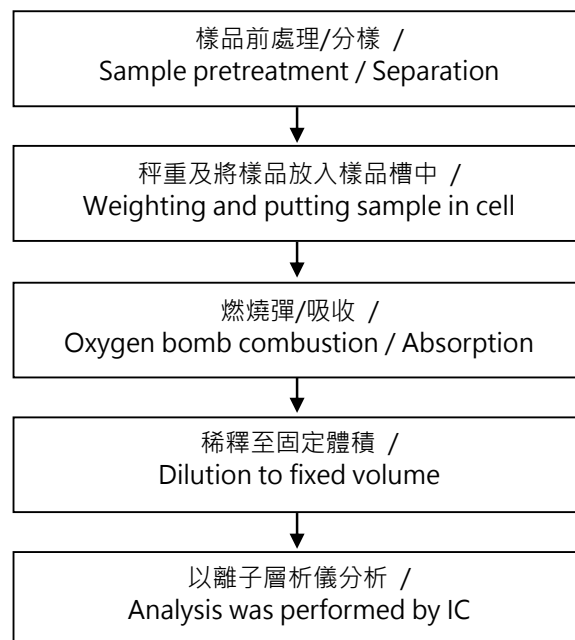 樣品前處理/分樣 /
Sample pretreatment / Separation
秤重及將樣品放入樣品槽中 /
Weighting and putting sample in cell
燃燒彈/吸收 /
Oxygen bomb combustion / Absorption
稀釋至固定體積 /
Dilution to fixed volume
以離子層析儀分析 /
Analysis was performed by IC